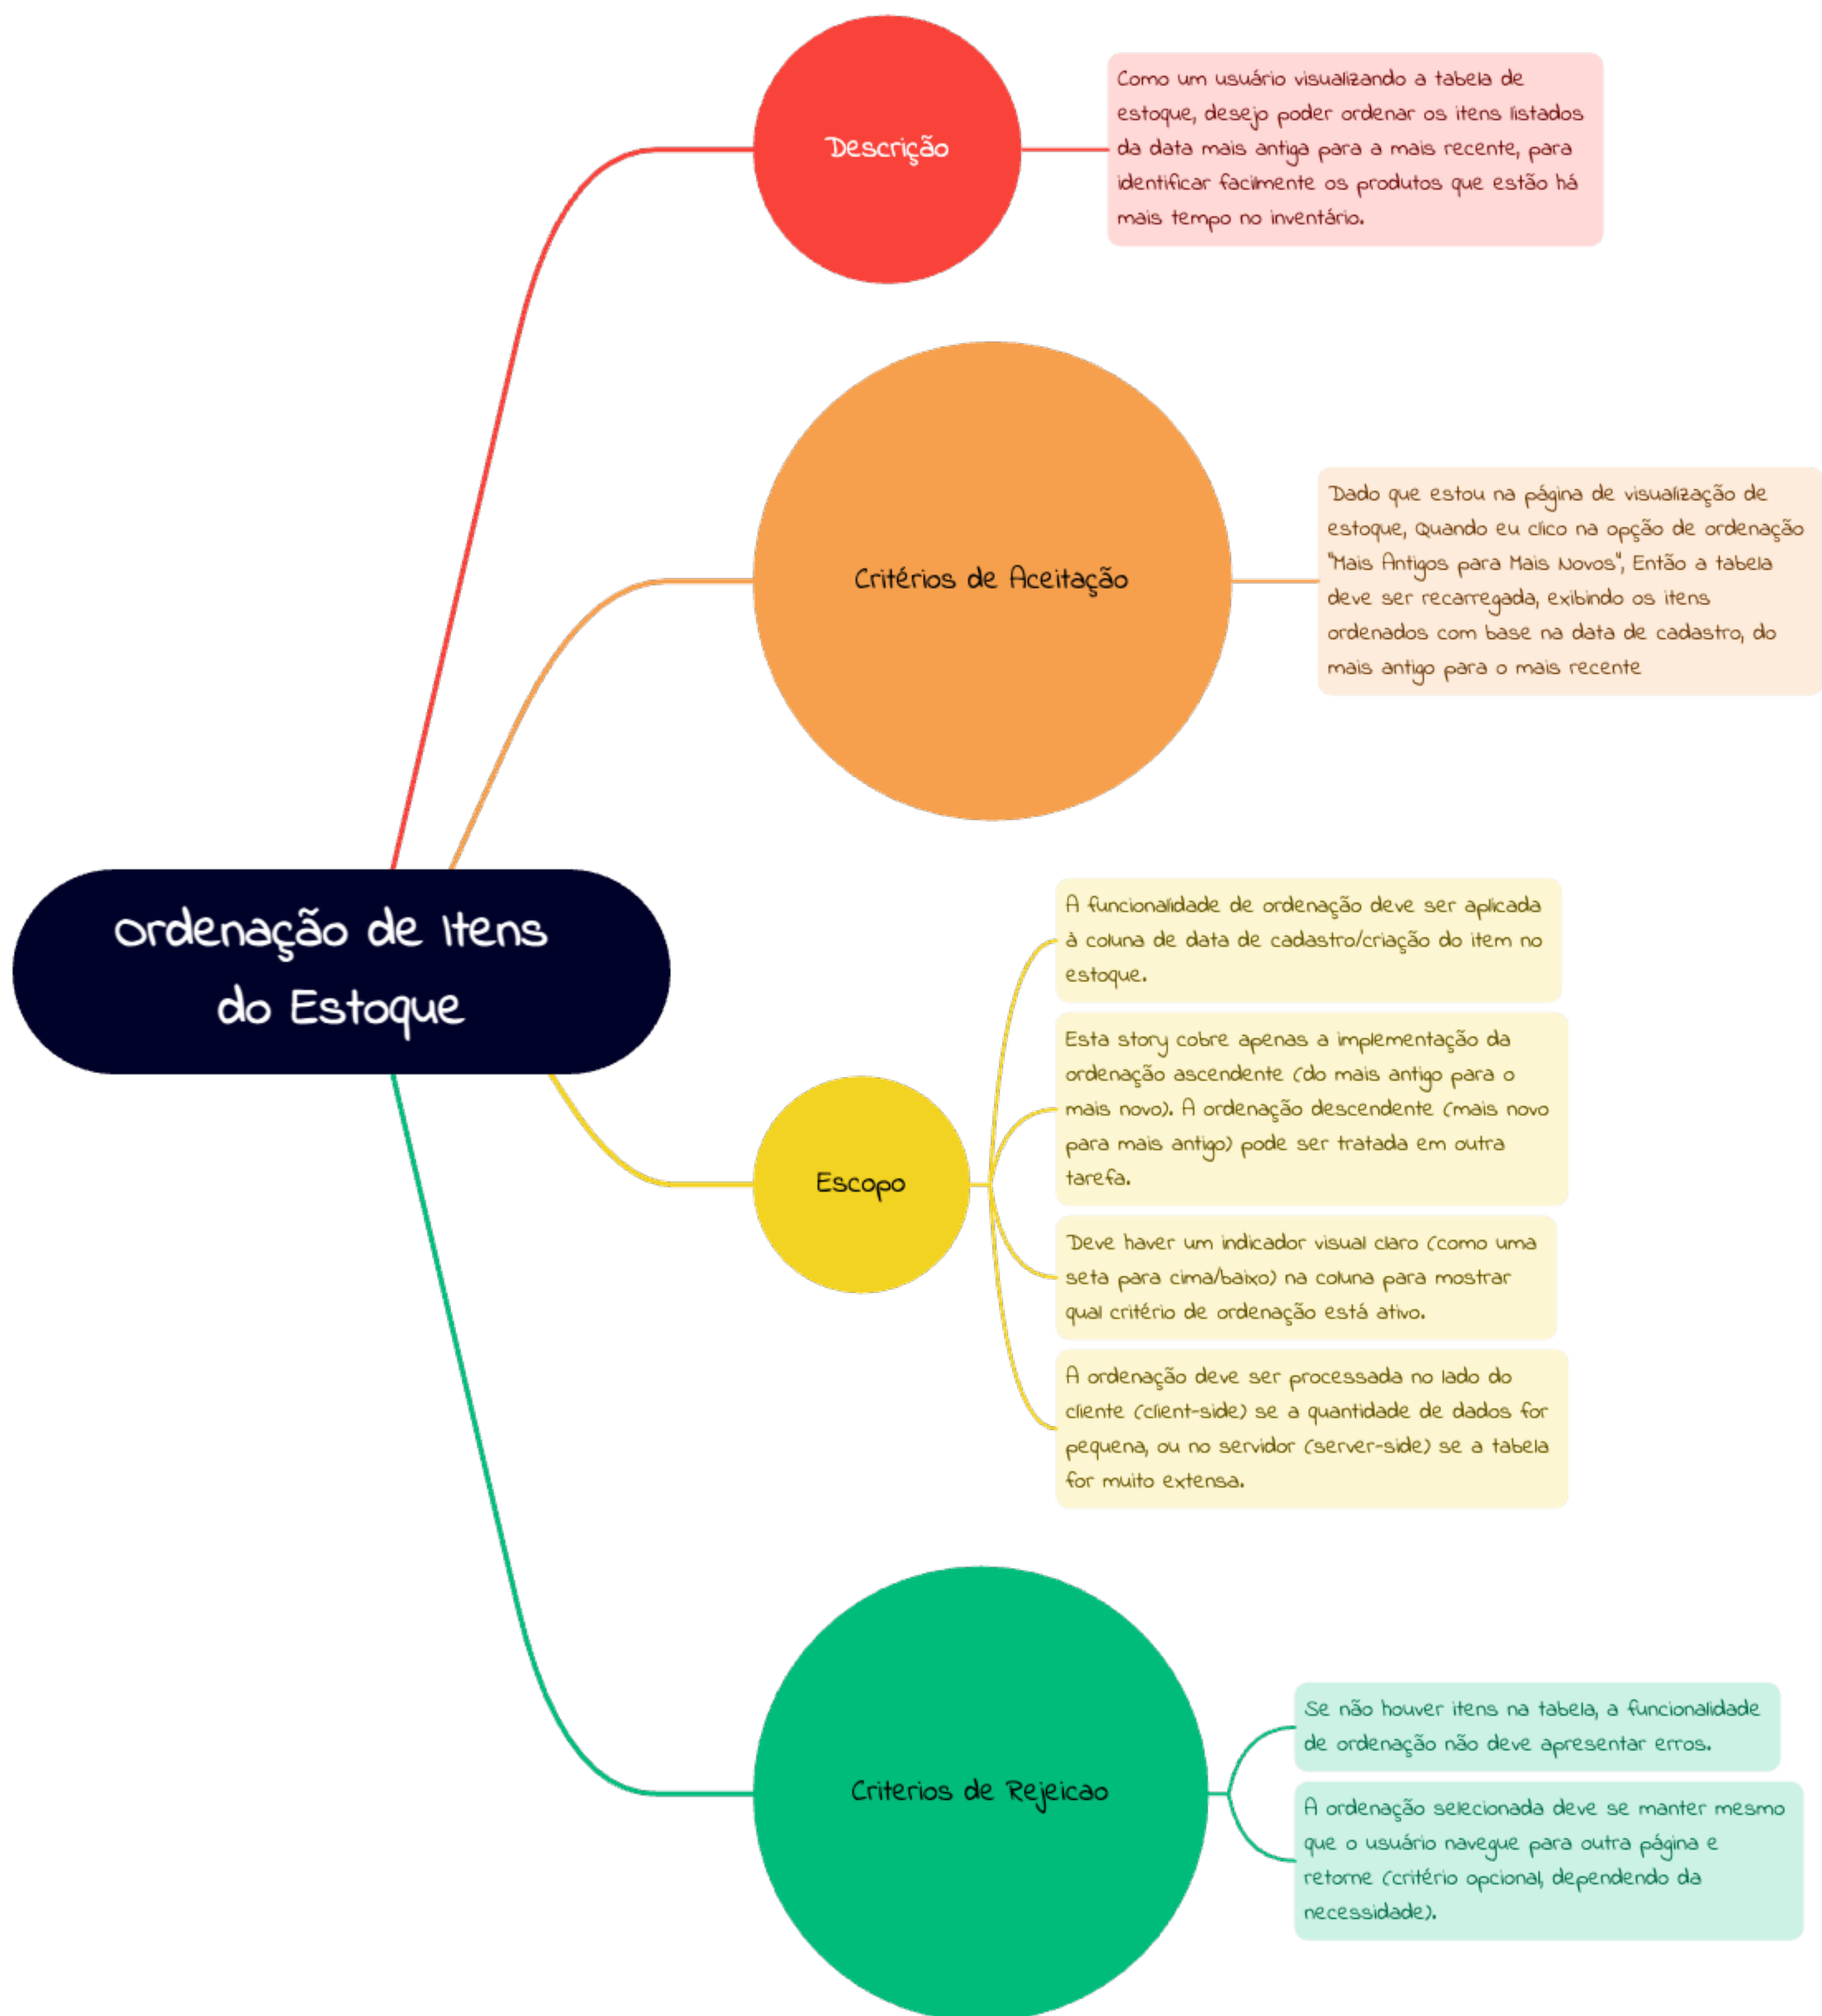 Descrição
Como um usuário visualizando a tabela de
estoque, desejo poder ordenar os itens listados
da data mais antiga para a mais recente, para
identificar facilmente os produtos que estão há
mais tempo no inventário.
Critérios de Aceitação
Dado que estou na página de visualização de
estoque, Quando eu clico na opção de ordenação
"Mais Antigos para Mais Novos", Então a tabela
deve ser recarregada, exibindo os itens
ordenados com base na data de cadastro, do
mais antigo para o mais recente
Ordenação de Itens
do Estoque
Escopo
A funcionalidade de ordenação deve ser aplicada
à coluna de data de cadastro/criação do item no
estoque.
Esta story cobre apenas a implementação da
ordenação ascendente (do mais antigo para o
mais novo). A ordenação descendente (mais novo
para mais antigo) pode ser tratada em outra
tarefa.
Deve haver um indicador visual claro (como uma
seta para cima/baixo) na coluna para mostrar
qual critério de ordenação está ativo.
A ordenação deve ser processada no lado do
cliente (client-side) se a quantidade de dados for
pequena, ou no servidor (server-side) se a tabela
for muito extensa.
Criterios de Rejeicao
Se não houver itens na tabela, a funcionalidade
de ordenação não deve apresentar erros.
A ordenação selecionada deve se manter mesmo
que o usuário navegue para outra página e
retorne (critério opcional, dependendo da
necessidade).